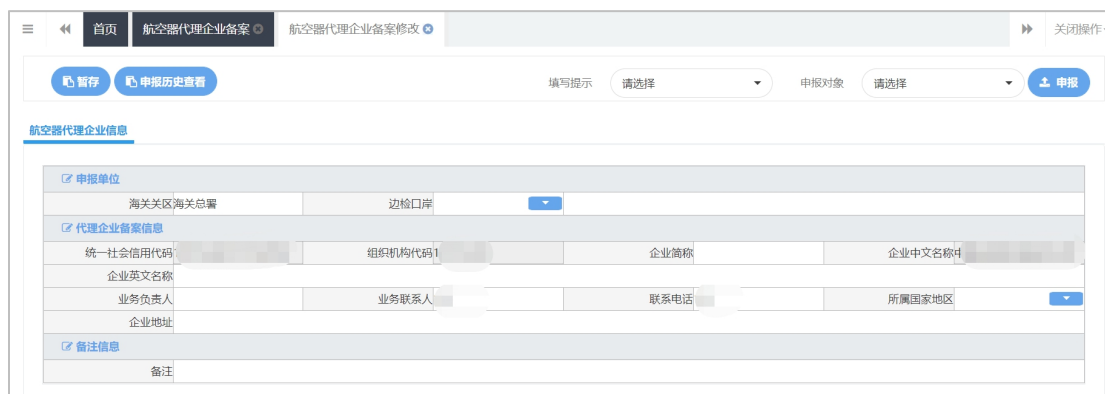 首页 航空器代理企业备案 航空器代理企业备案修改 关闭操作
暂存 申报历史查看 填写提示 请选择 申报对象 请选择 申报
航空器代理企业信息
申报单位
海关关区 海关总署 边检口岸
代理企业备案信息
统一社会信用代码 组织机构代码 1 企业简称 企业中文名称 中
企业英文名称
业务负责人 业务联系人 联系电话 所属国家地区
企业地址
备注信息
备注